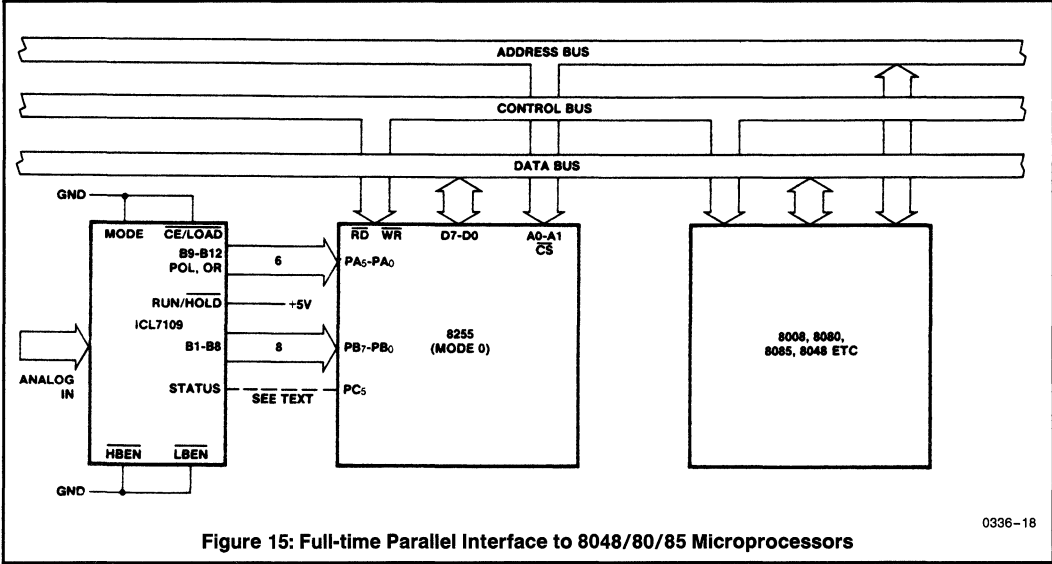 ADDRESS BUS
CONTROL BUS
DATA BUS
GND
MODE
CE/LOAD
B9-B12
POL, OR
6
RUN/HOLD
+5V
ICL7109
B1-B8
8
ANALOG
IN
STATUS
SEE TEXT
HBEN
LBEN
GND
RD
WR
D7-D0
A0-A1
CS
PA5-PA0
8255
(MODE 0)
PB7-PB0
PC5
8008, 8080,
8085, 8048 ETC
0336-18
Figure 15: Full-time Parallel Interface to 8048/80/85 Microprocessors